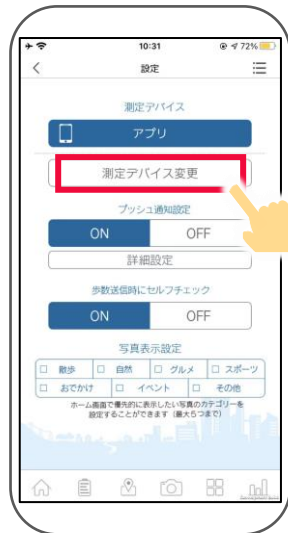 10:31
72%
設定
測定デバイス
アプリ
測定デバイス変更
プッシュ通知設定
ON OFF
詳細設定
歩数送信時にセルフチェック
ON OFF
写真表示設定
散歩 自然 グルメ スポーツ
おでかけ イベント その他
ホーム画面で優先的に表示したい写真のカテゴリーを
設定することができます（最大5つまで）